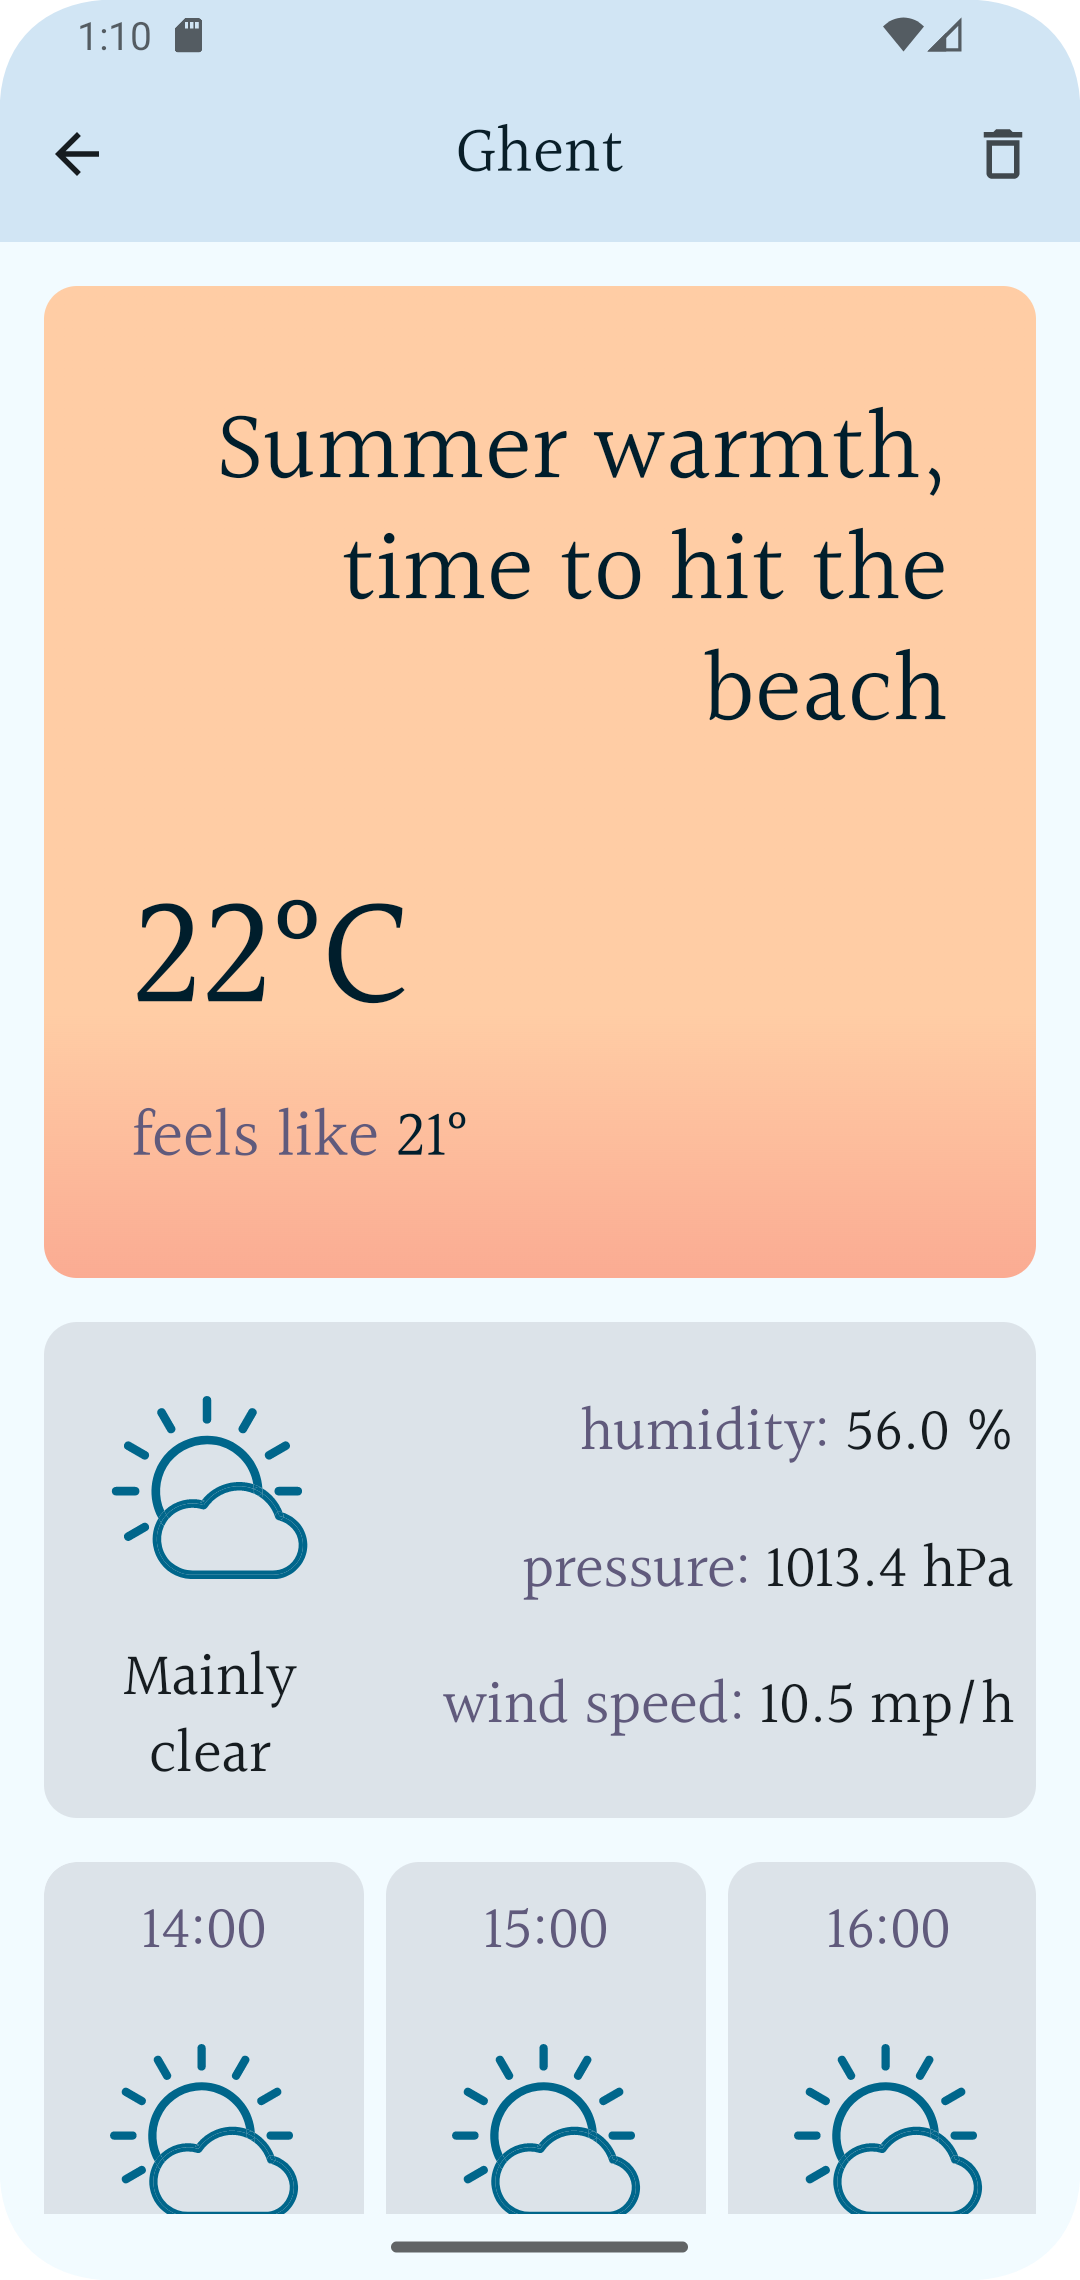 1:10
Ghent
Summer warmth,
time to hit the
beach
22°C
feels like 21°
humidity: 56.0 %
pressure: 1013.4 hPa
wind speed: 10.5 mp/h
Mainly
clear
14:00
15:00
16:00